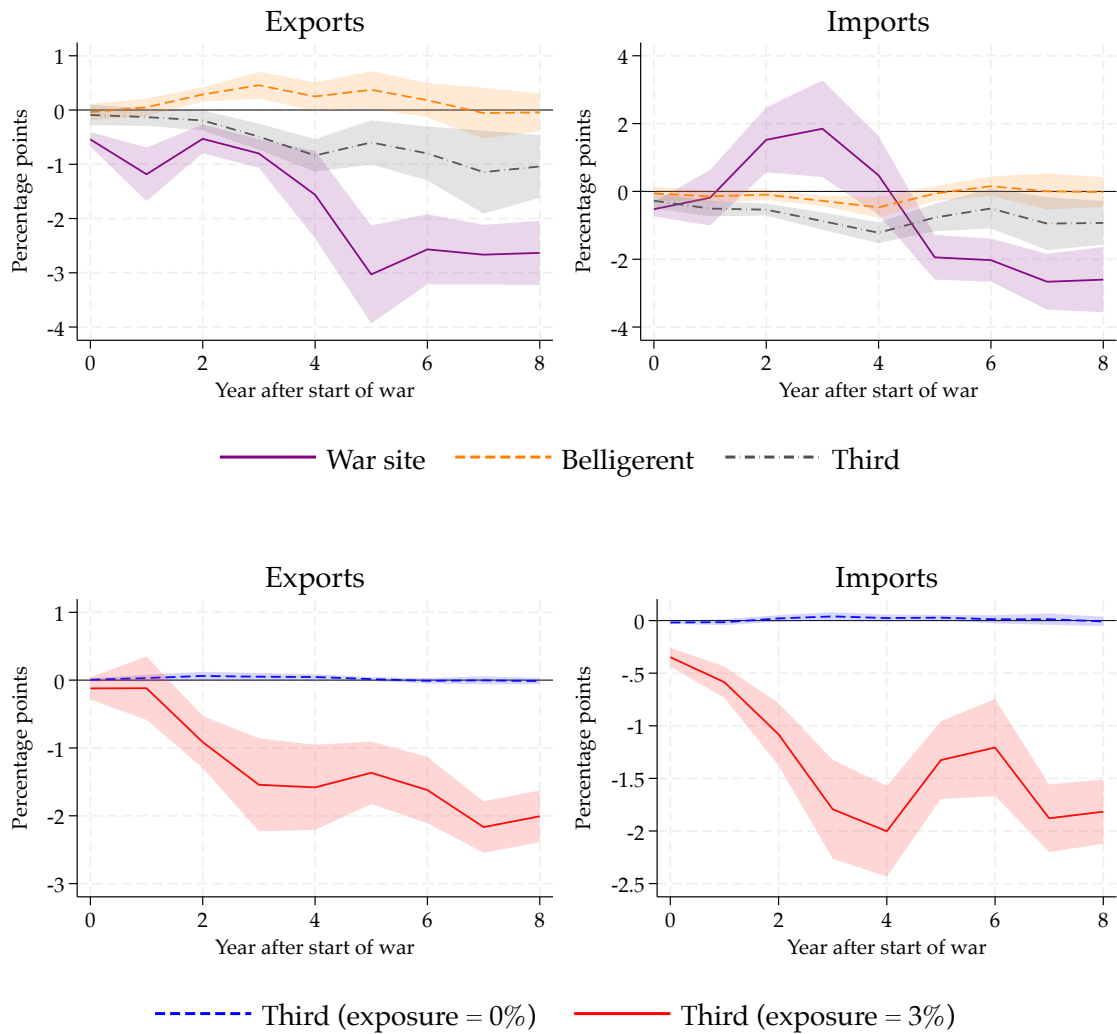 Exports
Imports
Percentage points
1
0
-1
-2
-3
-4
0 2 4 6 8
Year after start of war
Percentage points
4
2
0
-2
-4
0 2 4 6 8
Year after start of war
War site Belligerent Third
Exports
Imports
Percentage points
1
0
-1
-2
-3
0 2 4 6 8
Year after start of war
Percentage points
0
-.5
-1
-1.5
-2
-2.5
0 2 4 6 8
Year after start of war
Third (exposure = 0%) Third (exposure = 3%)